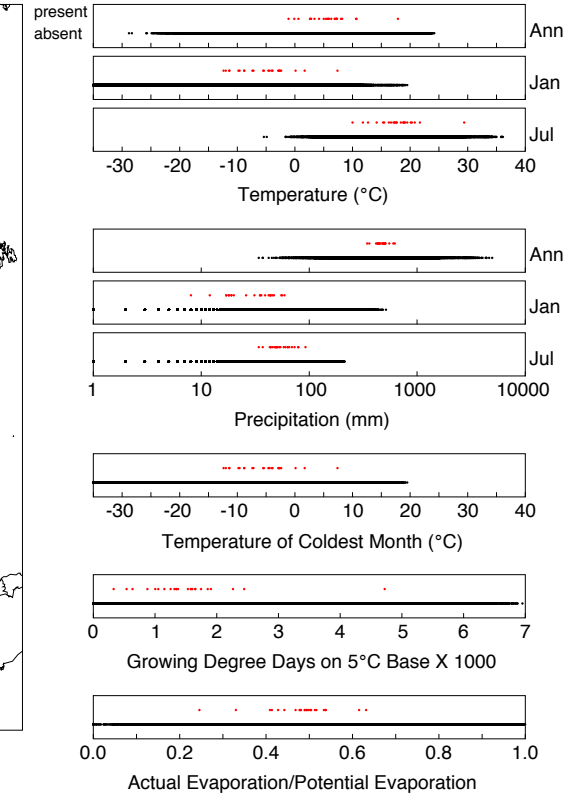 present
absent
Ann
Jan
Jul
-30 -20 -10 0 10 20 30 40
Temperature (°C)
Ann
Jan
Jul
1 10 100 1000 10000
Precipitation (mm)
-30 -20 -10 0 10 20 30 40
Temperature of Coldest Month (°C)
0 1 2 3 4 5 6 7
Growing Degree Days on 5°C Base X 1000
0.0 0.2 0.4 0.6 0.8 1.0
Actual Evaporation/Potential Evaporation